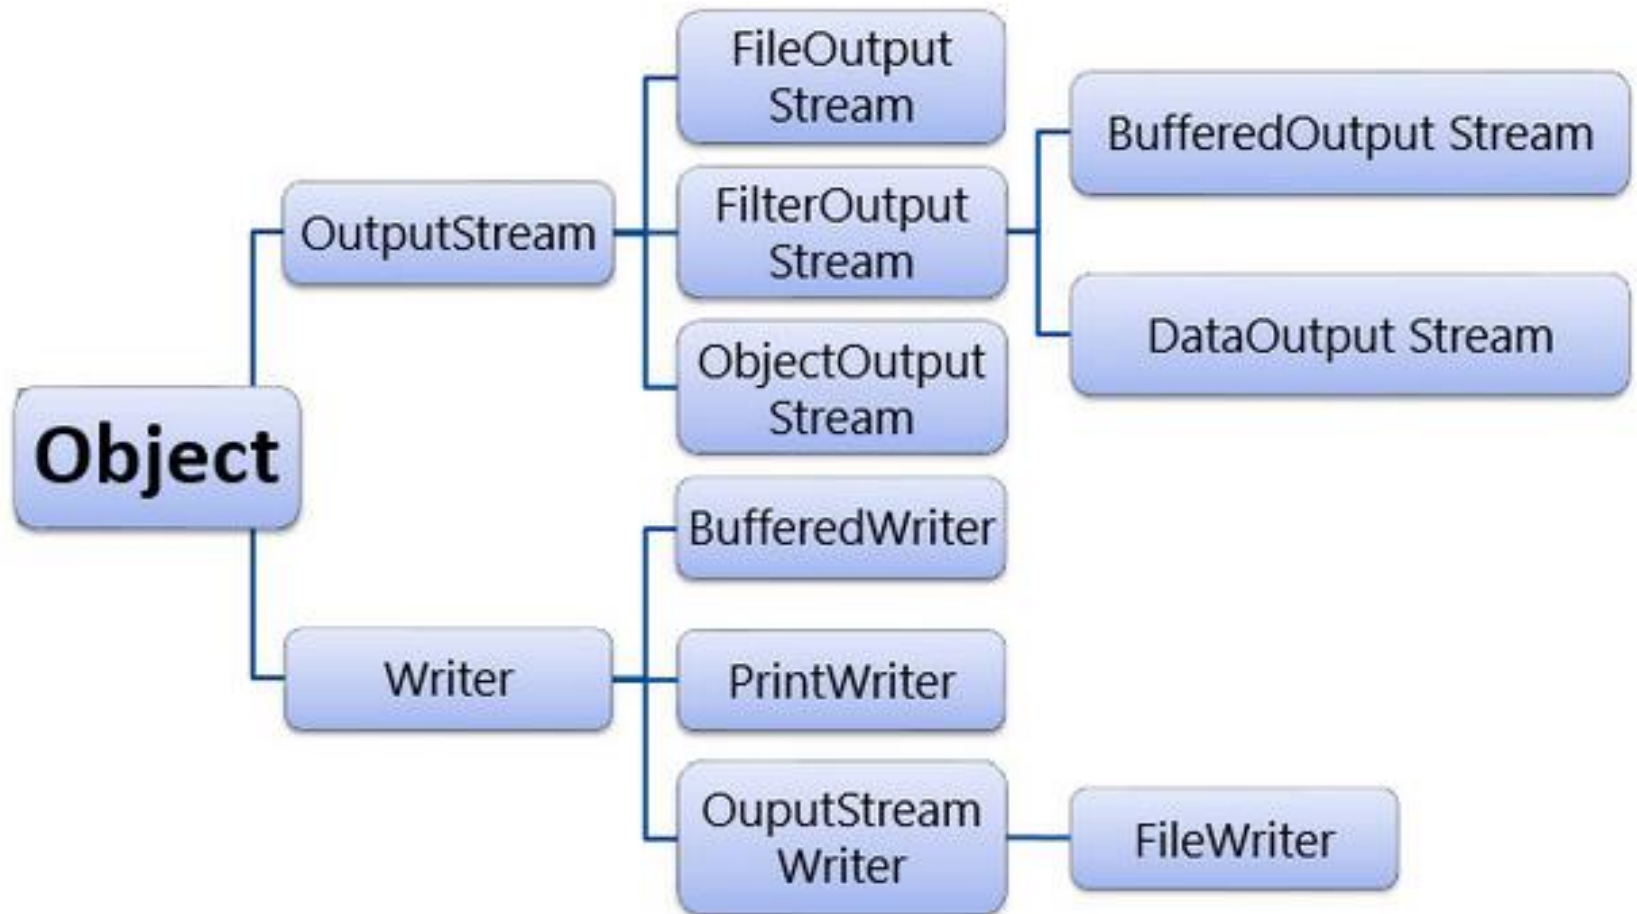 Object
OutputStream
FileOutput
Stream
FilterOutput
Stream
BufferedOutput Stream
DataOutput Stream
ObjectOutput
Stream
Writer
BufferedWriter
PrintWriter
OuputStream
Writer
FileWriter